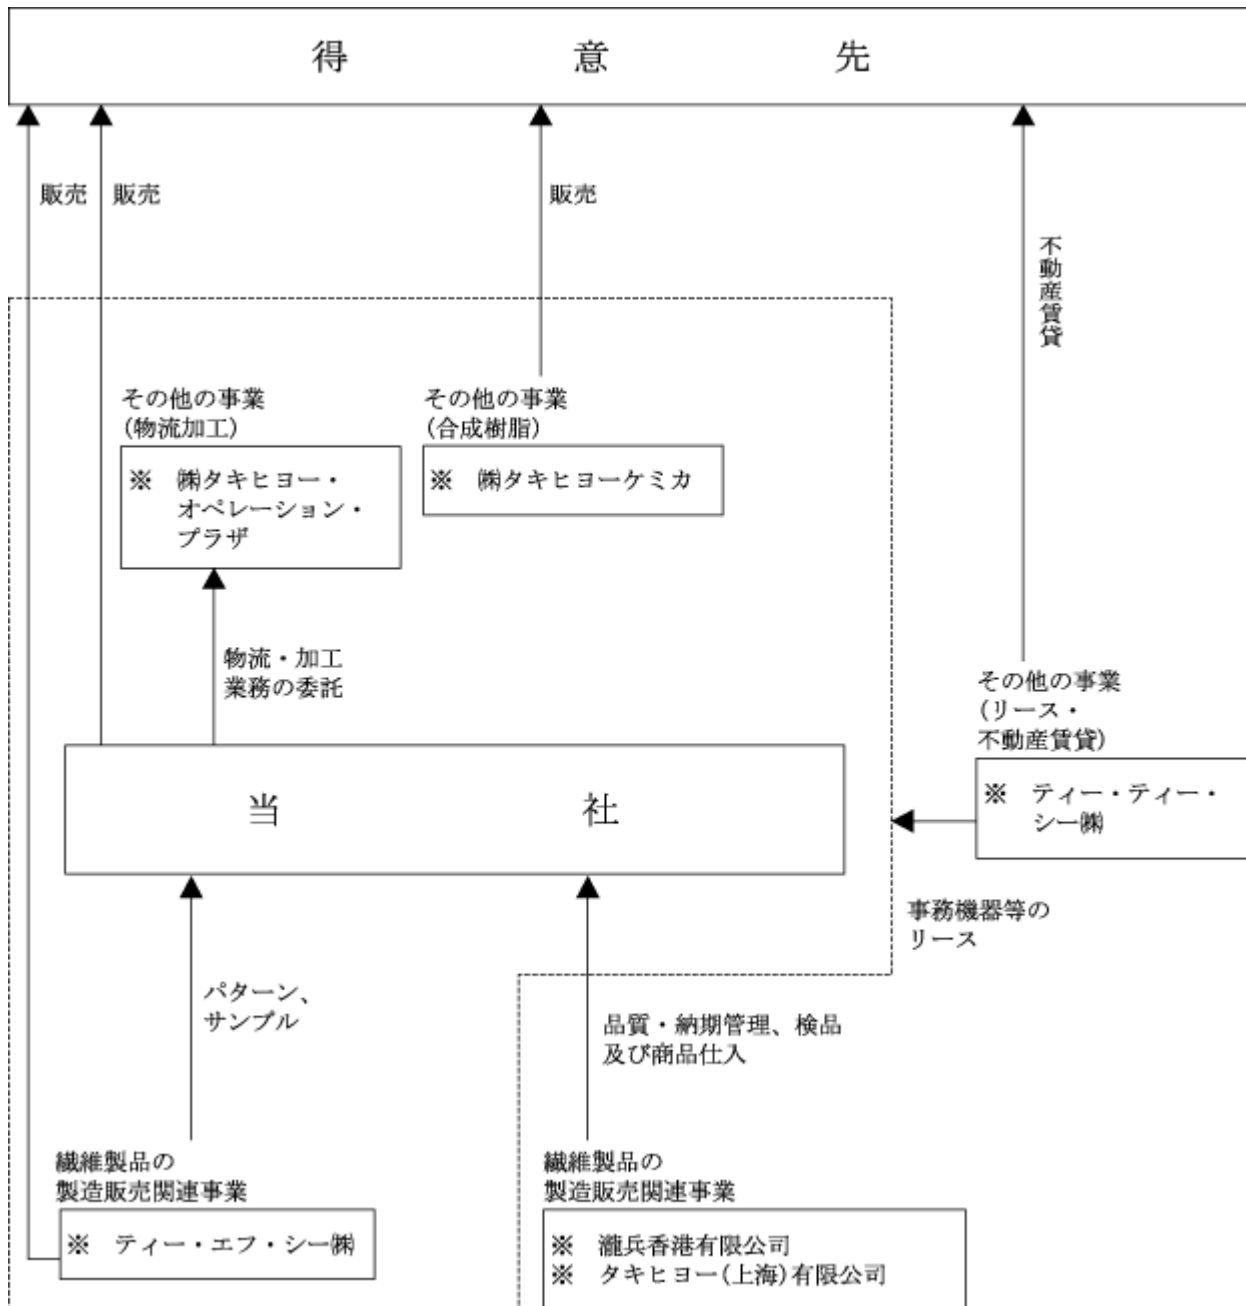 得意先
販売
販売
販売
不動産賃貸
その他の事業
(物流加工)
※ ㈱タキヒヨー・
オペレーション・
プラザ
その他の事業
(合成樹脂)
※ ㈱タキヒヨーケミカ
物流・加工
業務の委託
その他の事業
(リース・
不動産賃貸)
※ ティー・ティー・
シー㈱
当社
事務機器等の
リース
パターン、
サンプル
品質・納期管理、検品
及び商品仕入
繊維製品の
製造販売関連事業
※ ティー・エフ・シー㈱
繊維製品の
製造販売関連事業
※ 瀧兵香港有限公司
※ タキヒヨー(上海)有限公司